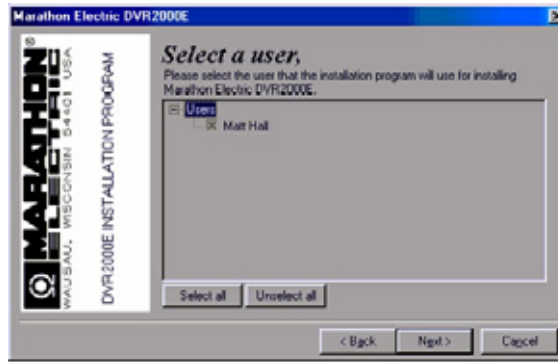 Marathon Electric DVR2000E
MARATHON
ELECTRIC
WAUSAU, WISCONSIN 54401 USA
DVR2000E INSTALLATION PROGRAM
Select a user,
Please select the user that the installation program will use for installing
Marathon Electric DVR2000E.
Users
Matt Hall
Select all
Unselect all
< Back
Next >
Cancel